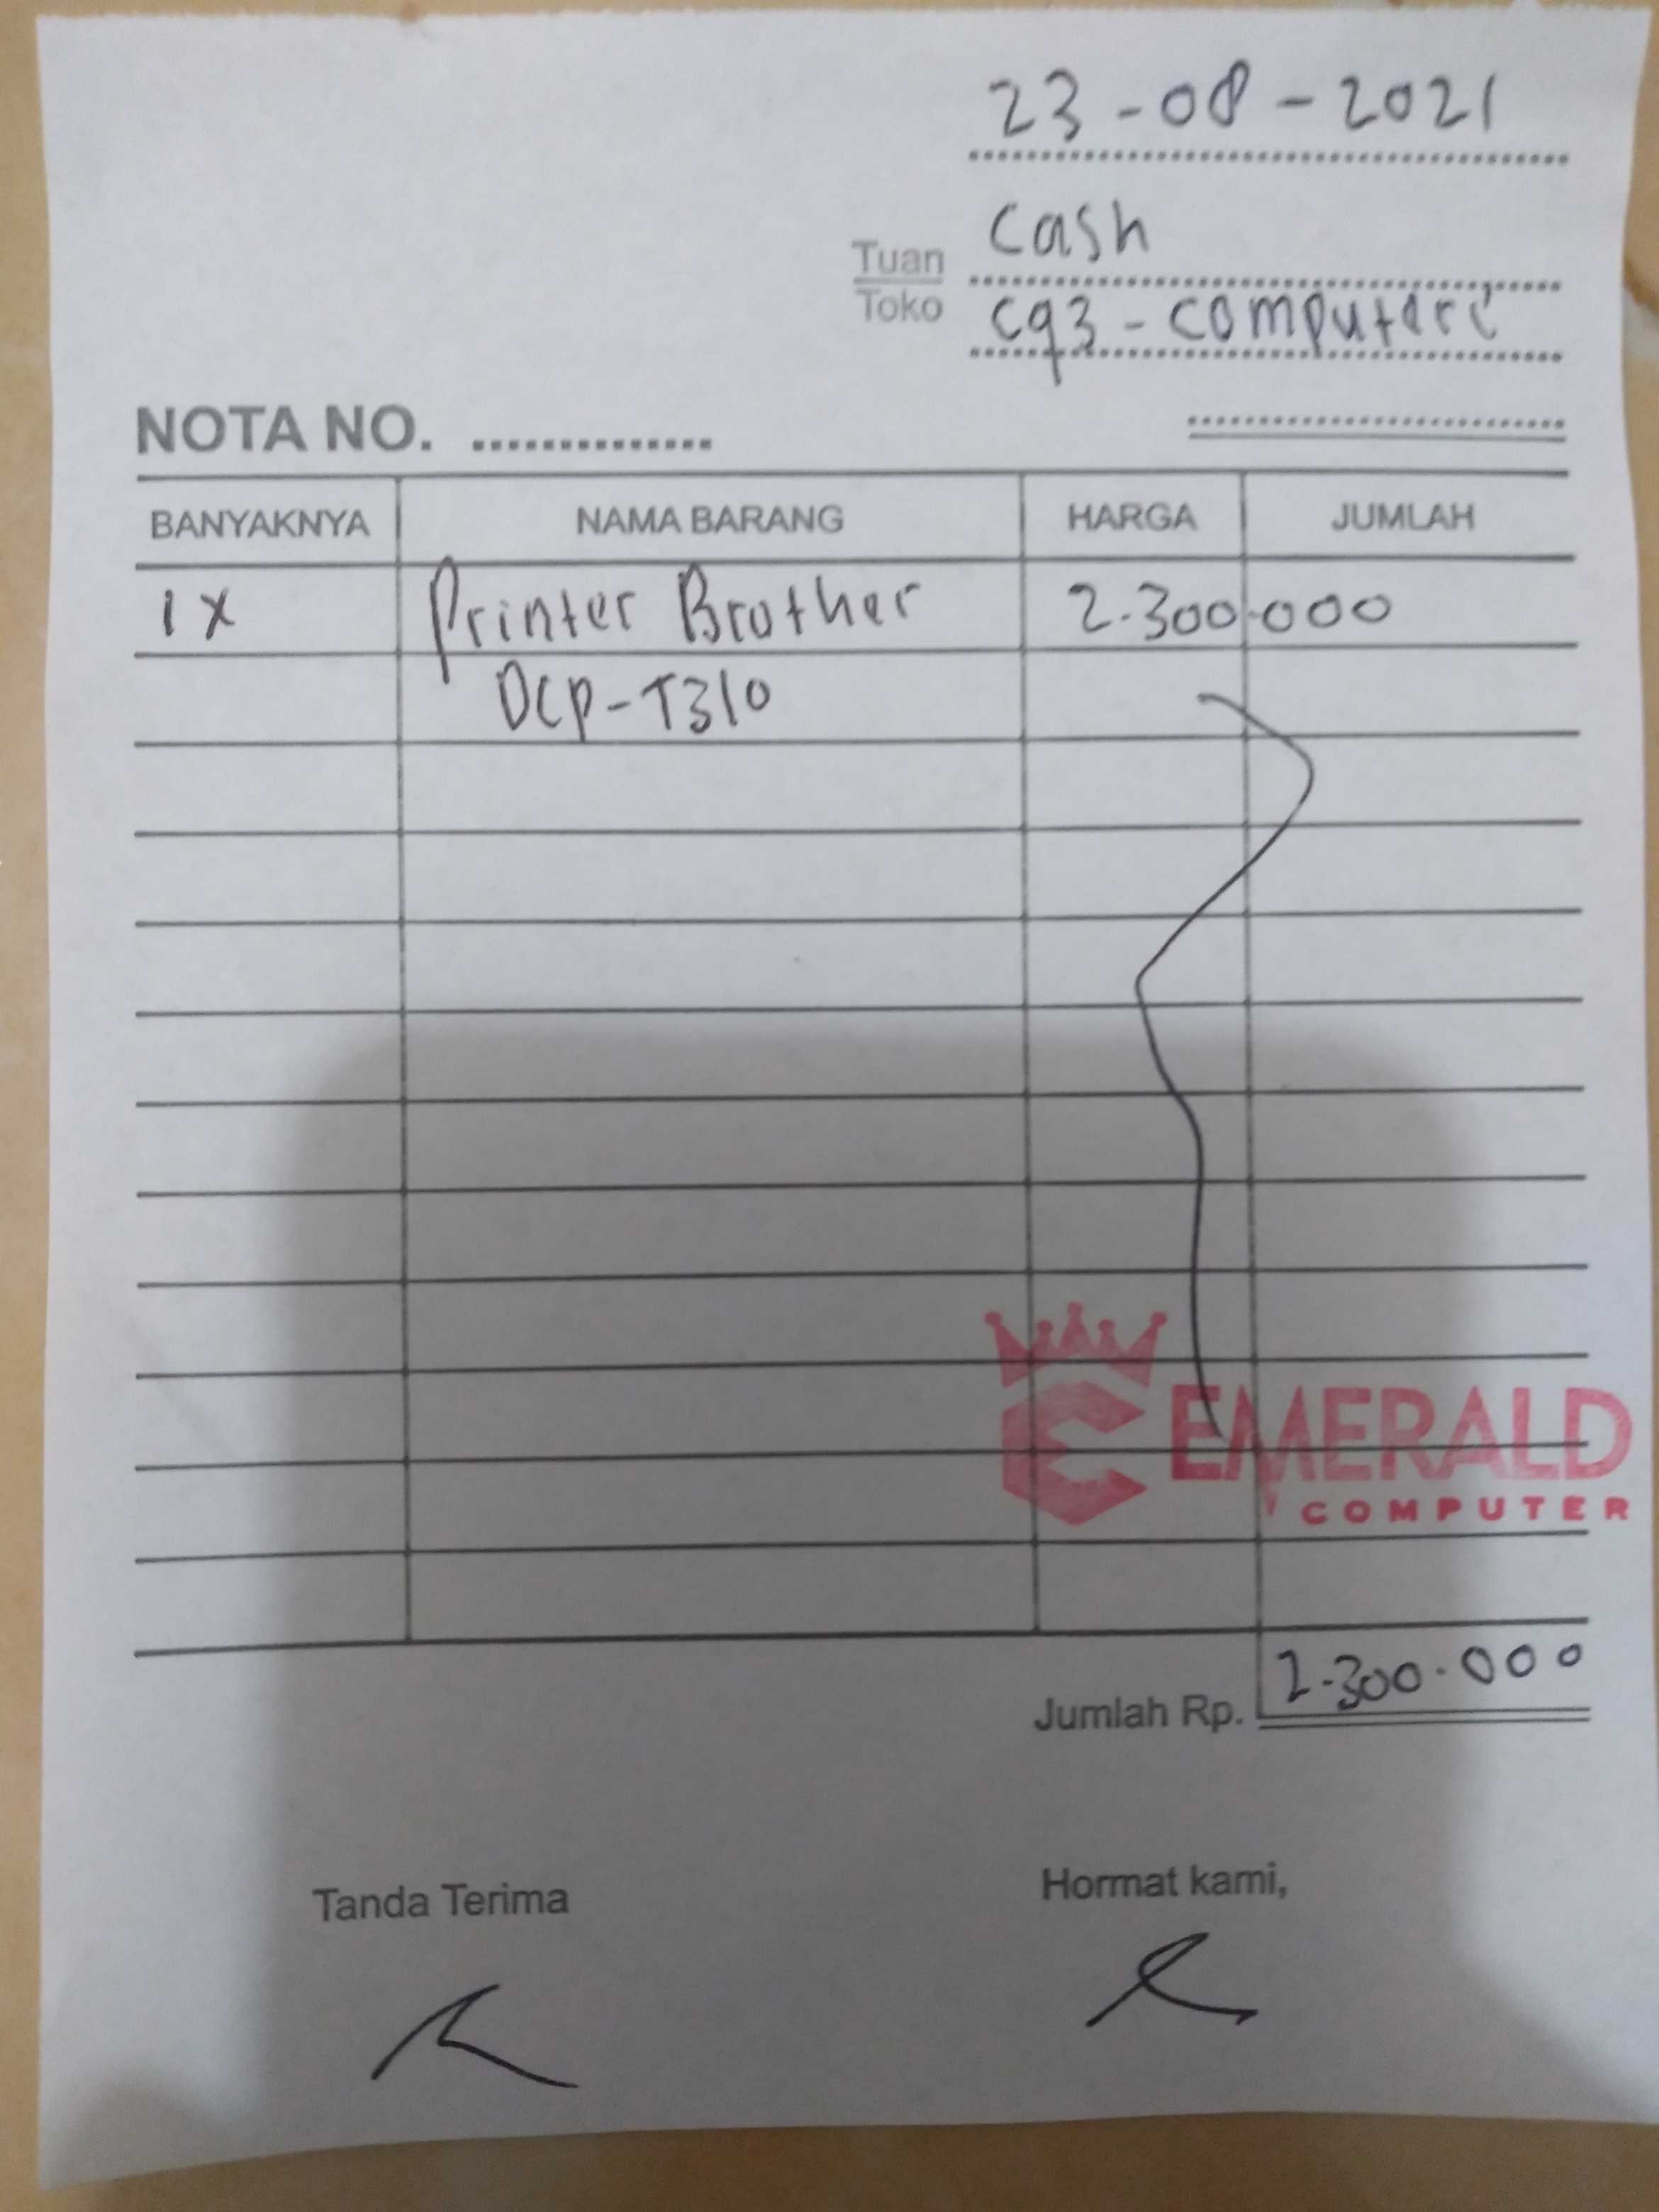 23-08-2021
Tuan cash
Toko cq3-computerc
NOTA NO. ..............
BANYAKNYA NAMA BARANG HARGA JUMLAH
1x Printer Brother 2.300.000
DCP-T310
EMERALD
COMPUTER
Jumlah Rp. 2.300.000
Tanda Terima Hormat kami,